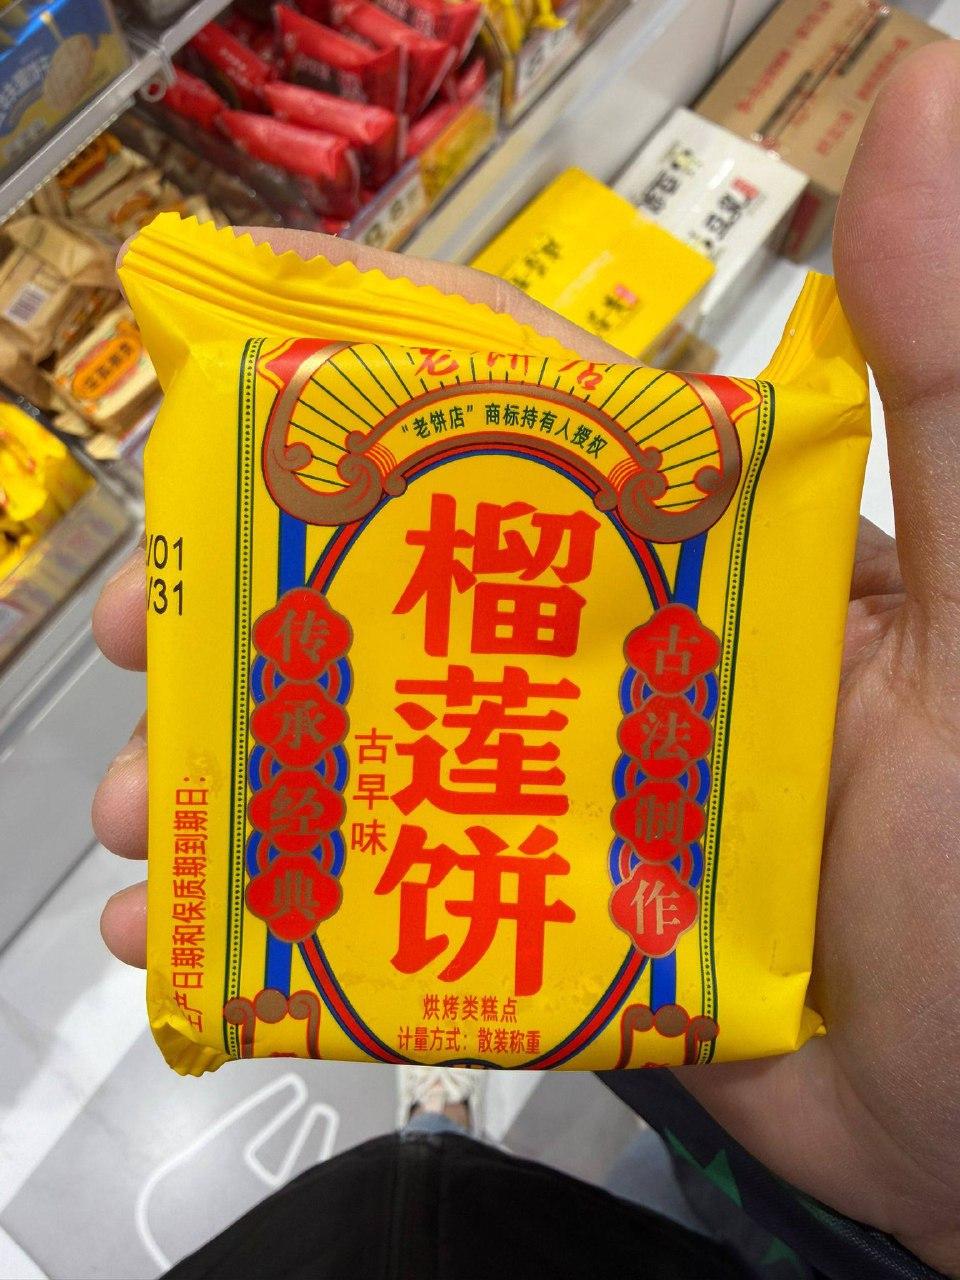 老饼店
“老饼店”商标持有人授权
榴莲饼
古早味
传承经典
古法制作
烘烤类糕点
计量方式：散装称重
生产日期和保质期到期日：
/01
/31